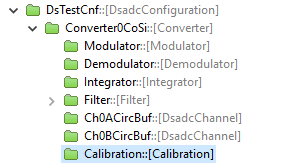 DsTestCnf::[DsadcConfiguration]
Converter0CoSi::[Converter]
Modulator::[Modulator]
Demodulator::[Demodulator]
Integrator::[Integrator]
Filter::[Filter]
Ch0ACircBuf::[DsadcChannel]
Ch0BCircBuf::[DsadcChannel]
Calibration::[Calibration]